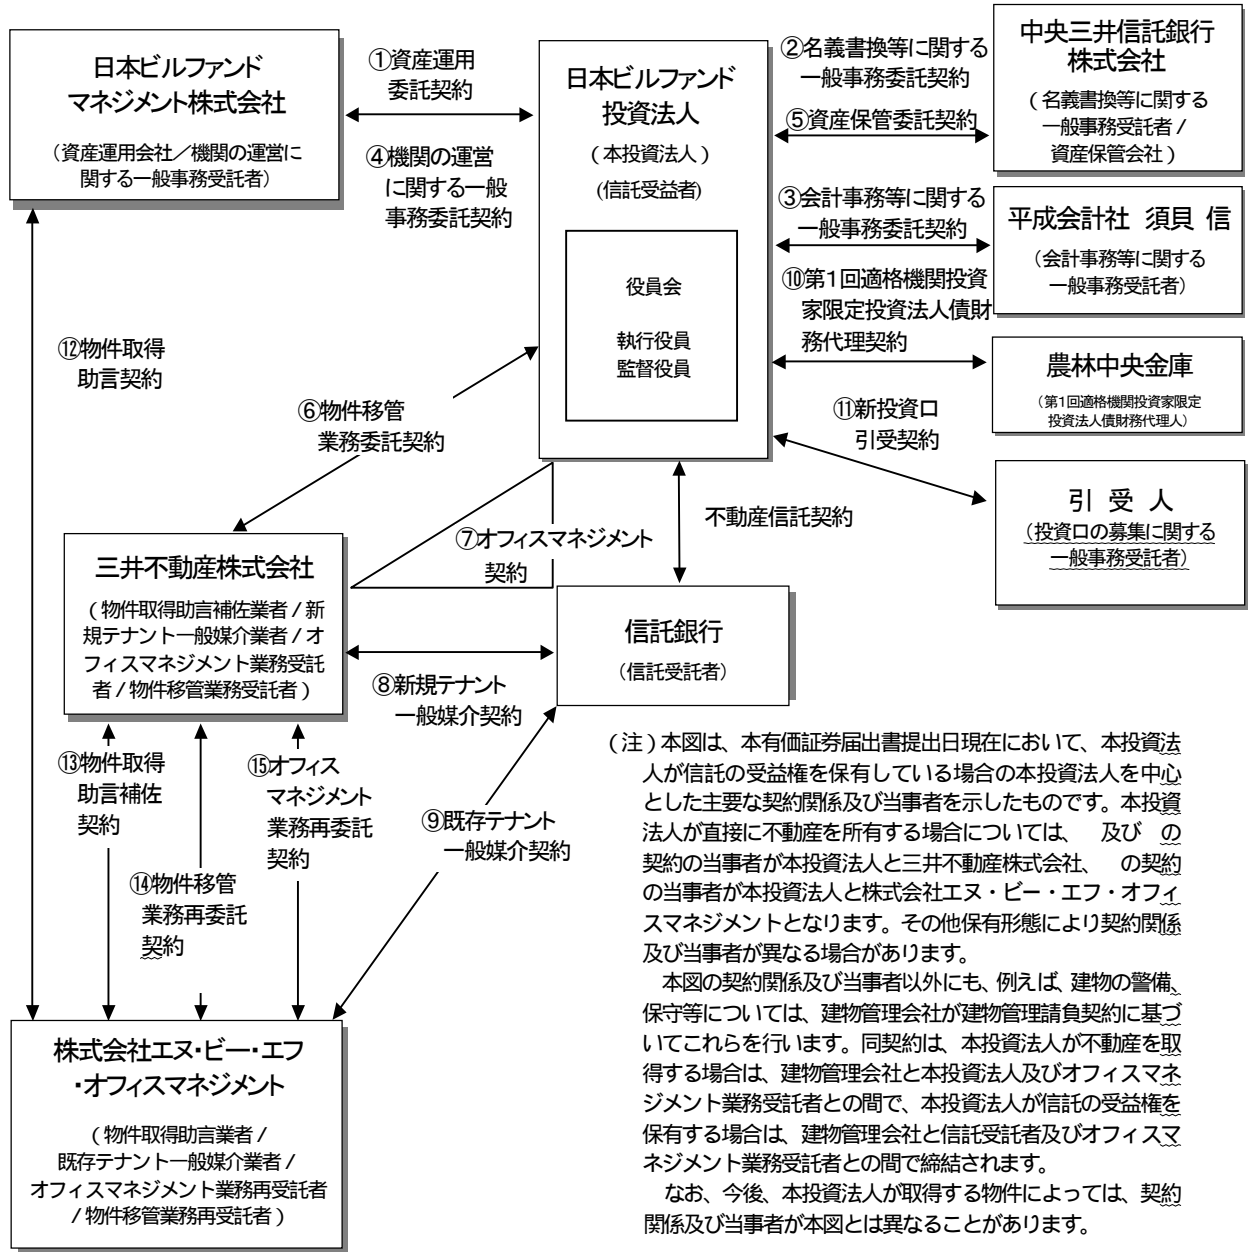 日本ビルファンド
マネジメント株式会社
（資産運用会社／機関の運営に
関する一般事務受託者）
①資産運用
委託契約
④機関の運営
に関する一般
事務委託契約
日本ビルファンド
投資法人
（本投資法人）
(信託受益者)
役員会
執行役員
監督役員
②名義書換等に関する
一般事務委託契約
⑤資産保管委託契約
中央三井信託銀行
株式会社
（名義書換等に関する
一般事務受託者／
資産保管会社）
③会計事務等に関する
一般事務委託契約
平成会計社 須貝 信
（会計事務等に関する
一般事務受託者）
⑩第1回適格機関投資
家限定投資法人債財
務代理契約
農林中央金庫
（第1回適格機関投資家限定
投資法人債財務代理人）
⑪新投資口
引受契約
引 受 人
（投資口の募集に関する
一般事務受託者）
⑫物件取得
助言契約
⑥物件移管
業務委託契約
⑦オフィスマネジメント
契約
不動産信託契約
三井不動産株式会社
（物件取得助言補佐業者／新
規テナント一般媒介業者／オ
フィスマネジメント業務受託
者／物件移管業務受託者）
信託銀行
（信託受託者）
⑧新規テナント
一般媒介契約
⑬物件取得
助言補佐
契約
⑮オフィス
マネジメント
業務再委託
契約
⑨既存テナント
一般媒介契約
⑭物件移管
業務再委託
契約
株式会社エヌ・ビー・エフ
・オフィスマネジメント
（物件取得助言業者／
既存テナント一般媒介業者／
オフィスマネジメント業務再受託者
／物件移管業務再受託者）
（注）本図は、本有価証券届出書提出日現在において、本投資法
人が信託の受益権を保有している場合の本投資法人を中心
とした主要な契約関係及び当事者を示したものです。本投資
法人が直接に不動産を所有する場合については、　及び　の
契約の当事者が本投資法人と三井不動産株式会社、　の契約
の当事者が本投資法人と株式会社エヌ・ビー・エフ・オフィ
スマネジメントとなります。その他保有形態により契約関係
及び当事者が異なる場合があります。
本図の契約関係及び当事者以外にも、例えば、建物の警備、
保守等については、建物管理会社が建物管理請負契約に基づ
いてこれらを行います。同契約は、本投資法人が不動産を取
得する場合は、建物管理会社と本投資法人及びオフィスマネ
ジメント業務受託者との間で、本投資法人が信託の受益権を
保有する場合は、建物管理会社と信託受託者及びオフィスマ
ネジメント業務受託者との間で締結されます。
なお、今後、本投資法人が取得する物件によっては、契約
関係及び当事者が本図とは異なることがあります。